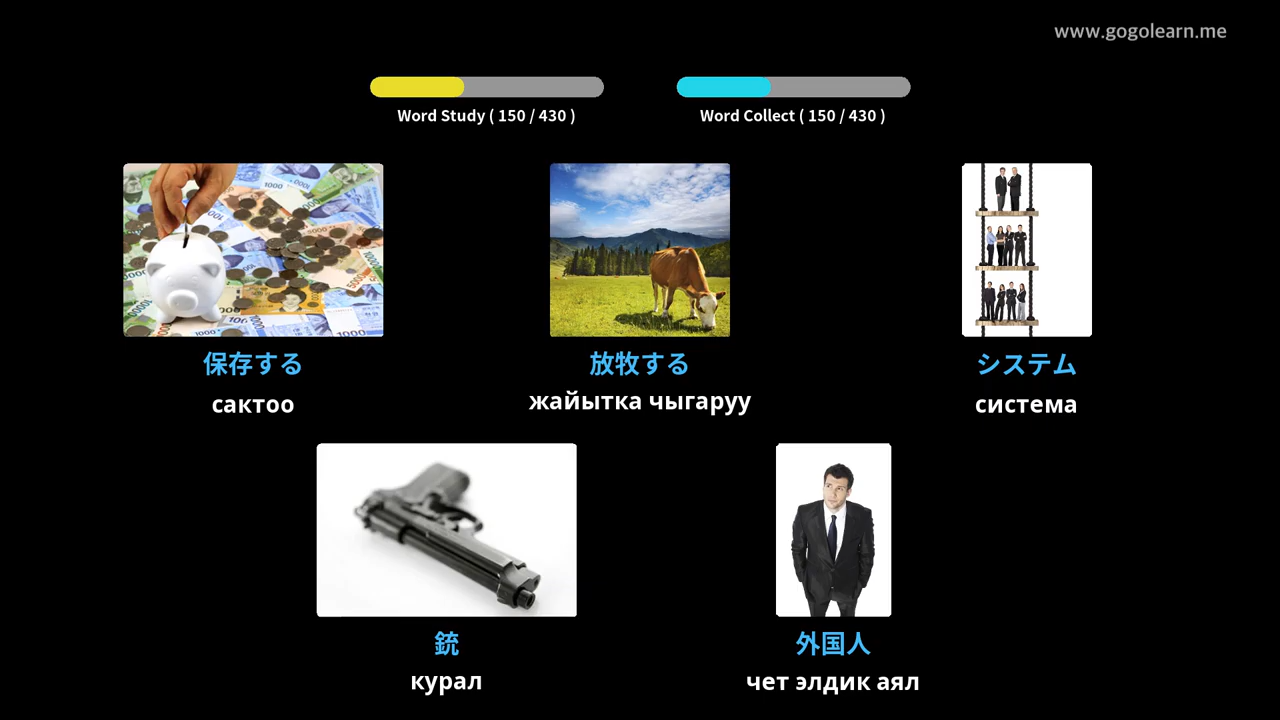 www.gogolearn.me
Word Study ( 150 / 430 )
Word Collect ( 150 / 430 )
保存する
сактоо
放牧する
жайытка чыгаруу
システム
система
銃
курал
外国人
чет элдик аял